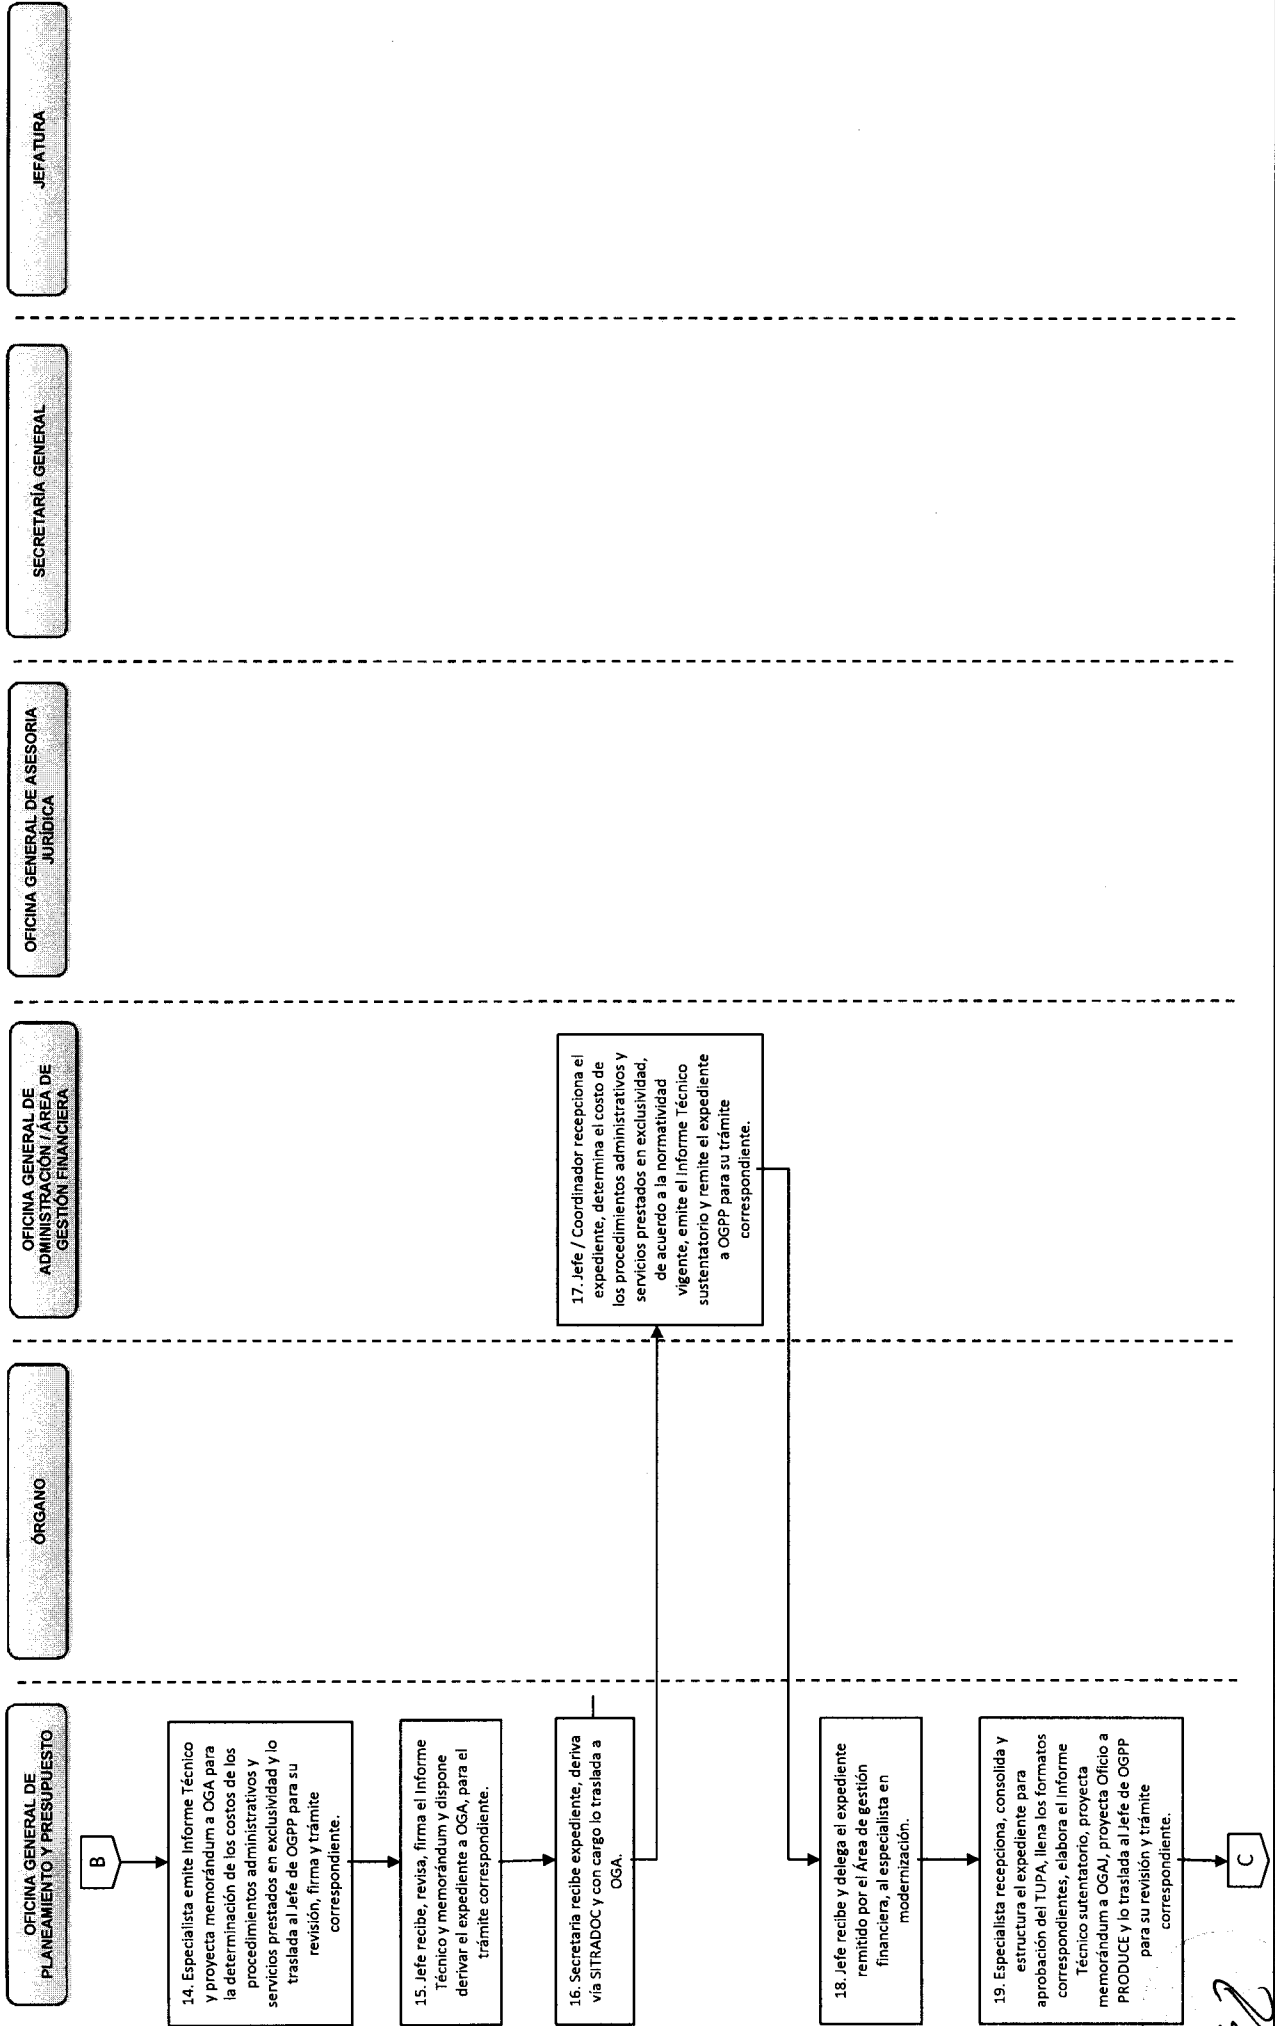 OFICINA GENERAL DE
PLANEAMIENTO Y PRESUPUESTO
ÓRGANO
OFICINA GENERAL DE
ADMINISTRACIÓN / ÁREA DE
GESTIÓN FINANCIERA
OFICINA GENERAL DE ASESORIA
JURÍDICA
SECRETARÍA GENERAL
JEFATURA
B
14. Especialista emite Informe Técnico
y proyecta memorándum a OGA para
la determinación de los costos de los
procedimientos administrativos y
servicios prestados en exclusividad y lo
traslada al Jefe de OGPP para su
revisión, firma y trámite
correspondiente.
15. Jefe recibe, revisa, firma el Informe
Técnico y memorándum y dispone
derivar el expediente a OGA, para el
trámite correspondiente.
16. Secretaria recibe expediente, deriva
vía SITRADOC y con cargo lo traslada a
OGA.
17. Jefe / Coordinador recepciona el
expediente, determina el costo de
los procedimientos administrativos y
servicios prestados en exclusividad,
de acuerdo a la normatividad
vigente, emite el Informe Técnico
sustentatorio y remite el expediente
a OGPP para su trámite
correspondiente.
18. Jefe recibe y delega el expediente
remitido por el Área de gestión
financiera, al especialista en
modernización.
19. Especialista recepciona, consolida y
estructura el expediente para
aprobación del TUPA, llena los formatos
correspondientes, elabora el Informe
Técnico sutentatorio, proyecta
memorándum a OGAJ, proyecta Oficio a
PRODUCE y lo traslada al Jefe de OGPP
para su revisión y trámite
correspondiente.
C